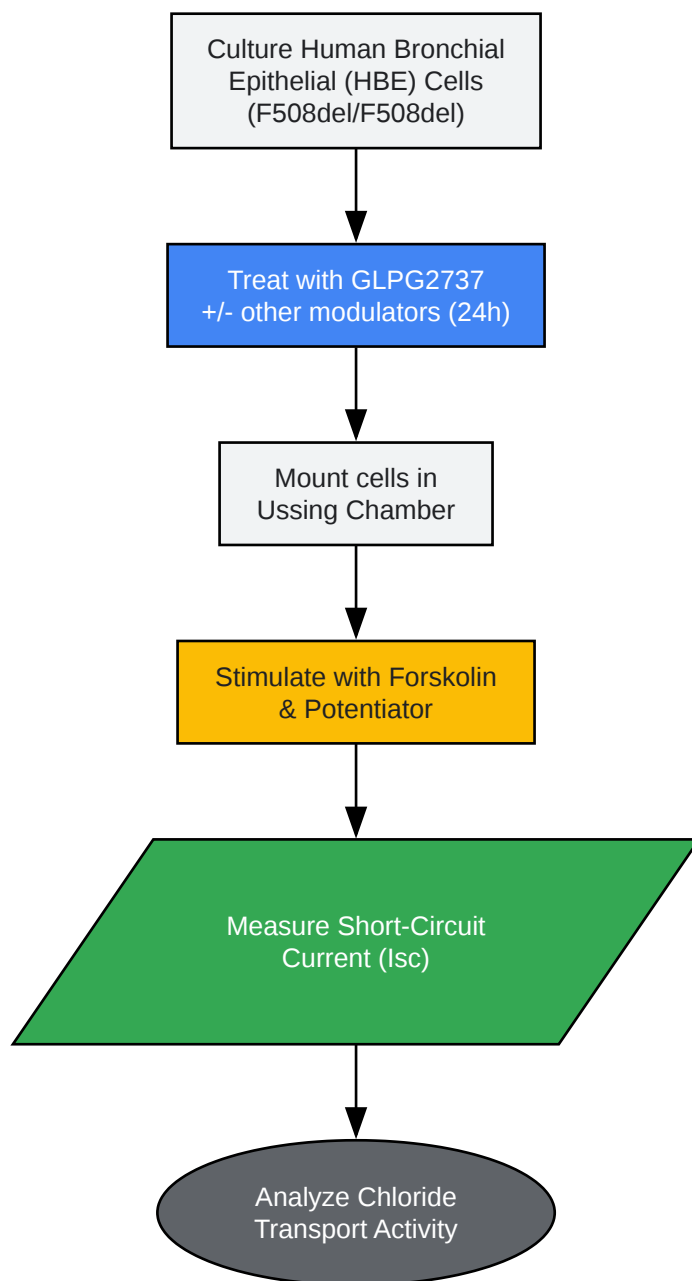 Culture Human Bronchial
Epithelial (HBE) Cells
(F508del/F508del)
Treat with GLPG2737
+/- other modulators (24h)
Mount cells in
Ussing Chamber
Stimulate with Forskolin
& Potentiator
Measure Short-Circuit
Current (Isc)
Analyze Chloride
Transport Activity